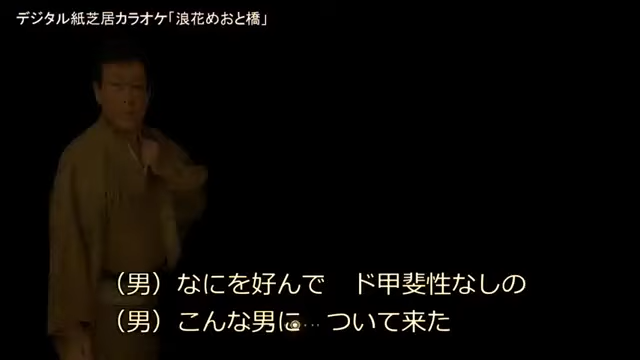 デジタル紙芝居カラオケ「浪花めおと橋」
（男）なにを好んで　ド甲斐性なしの
（男）こんな男に　ついて来た